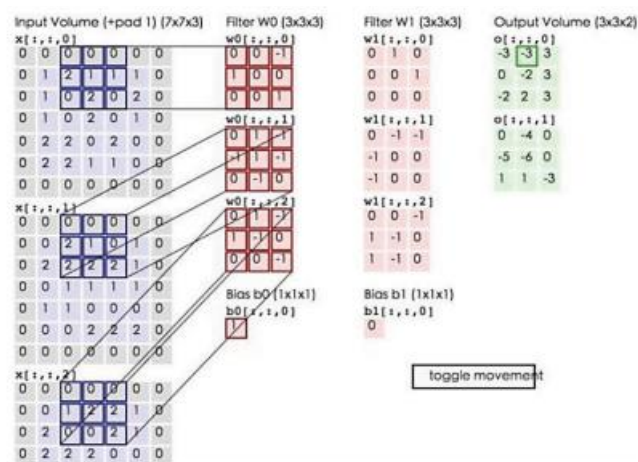 Input Volume (+pad 1) (7x7x3)
x[:,:,0]
0 0 0 0 0 0 0
0 1 2 1 1 1 0
0 1 0 2 0 2 0
0 1 0 2 0 1 0
0 2 2 0 2 0 0
0 2 2 1 1 0 0
0 0 0 0 0 0 0
x[:,:,1]
0 0 0 0 0 0 0
0 0 2 1 0 1 0
0 2 2 2 2 1 0
0 0 1 1 1 1 0
0 1 1 0 0 0 0
0 0 0 2 2 2 0
0 0 0 0 0 0 0
x[:,:,2]
0 0 0 0 0 0 0
0 0 1 2 2 1 0
0 2 0 0 2 1 0
0 2 2 2 0 0 0
Filter W0 (3x3x3)
w0[:,:,0]
0 0 -1
1 0 0
0 0 1
w0[:,:,1]
0 1 -1
-1 1 -1
0 -1 0
w0[:,:,2]
0 1 -1
1 -1 0
0 0 -1
Bias b0 (1x1x1)
b0[:,:,0]
1
Filter W1 (3x3x3)
w1[:,:,0]
0 1 0
0 0 1
0 0 0
w1[:,:,1]
0 -1 -1
-1 0 0
-1 0 0
w1[:,:,2]
0 0 -1
1 -1 0
1 -1 0
Bias b1 (1x1x1)
b1[:,:,0]
0
Output Volume (3x3x2)
o[:,:,0]
-3 -3 3
0 -2 3
-2 2 3
o[:,:,1]
0 -4 0
-5 -6 0
1 1 -3
toggle movement